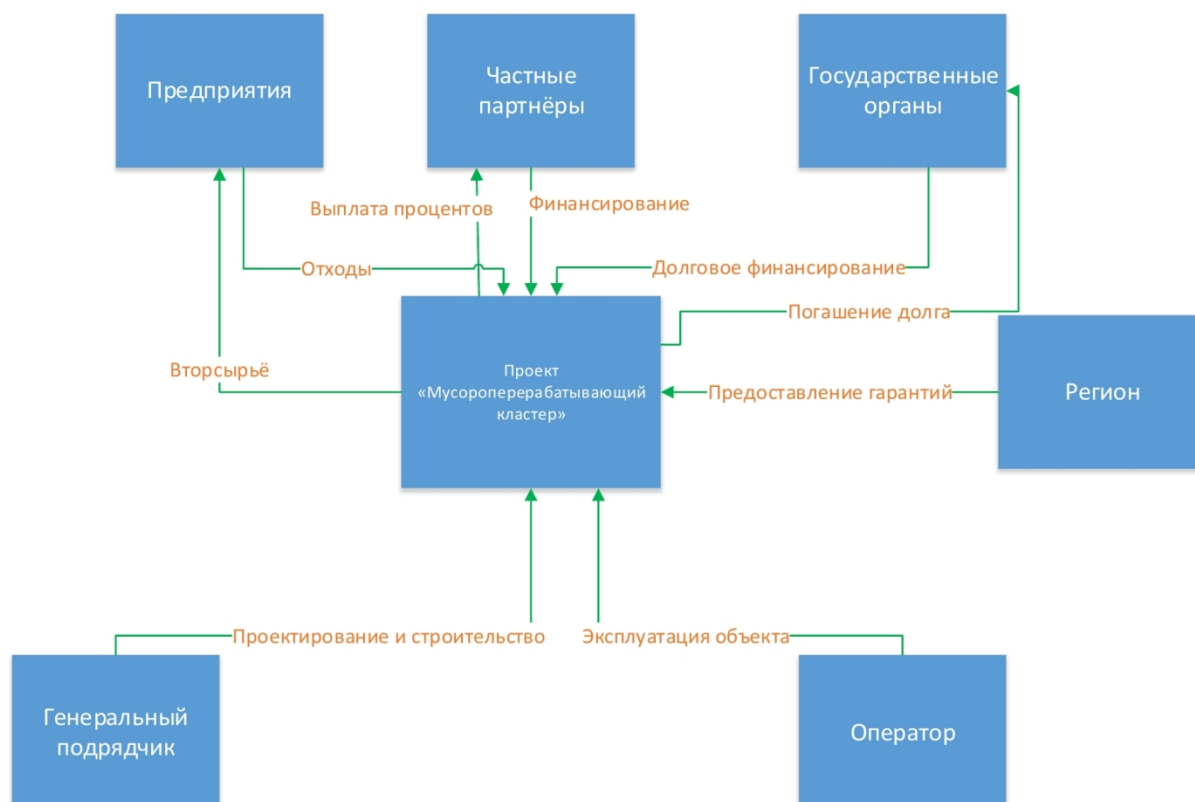 Предприятия
Частные
партнёры
Государственные
органы
Выплата процентов
Финансирование
Отходы
Долговое финансирование
Погашение долга
Вторсырьё
Проект
«Мусороперерабатывающий
кластер»
Предоставление гарантий
Регион
Проектирование и строительство
Эксплуатация объекта
Генеральный
подрядчик
Оператор